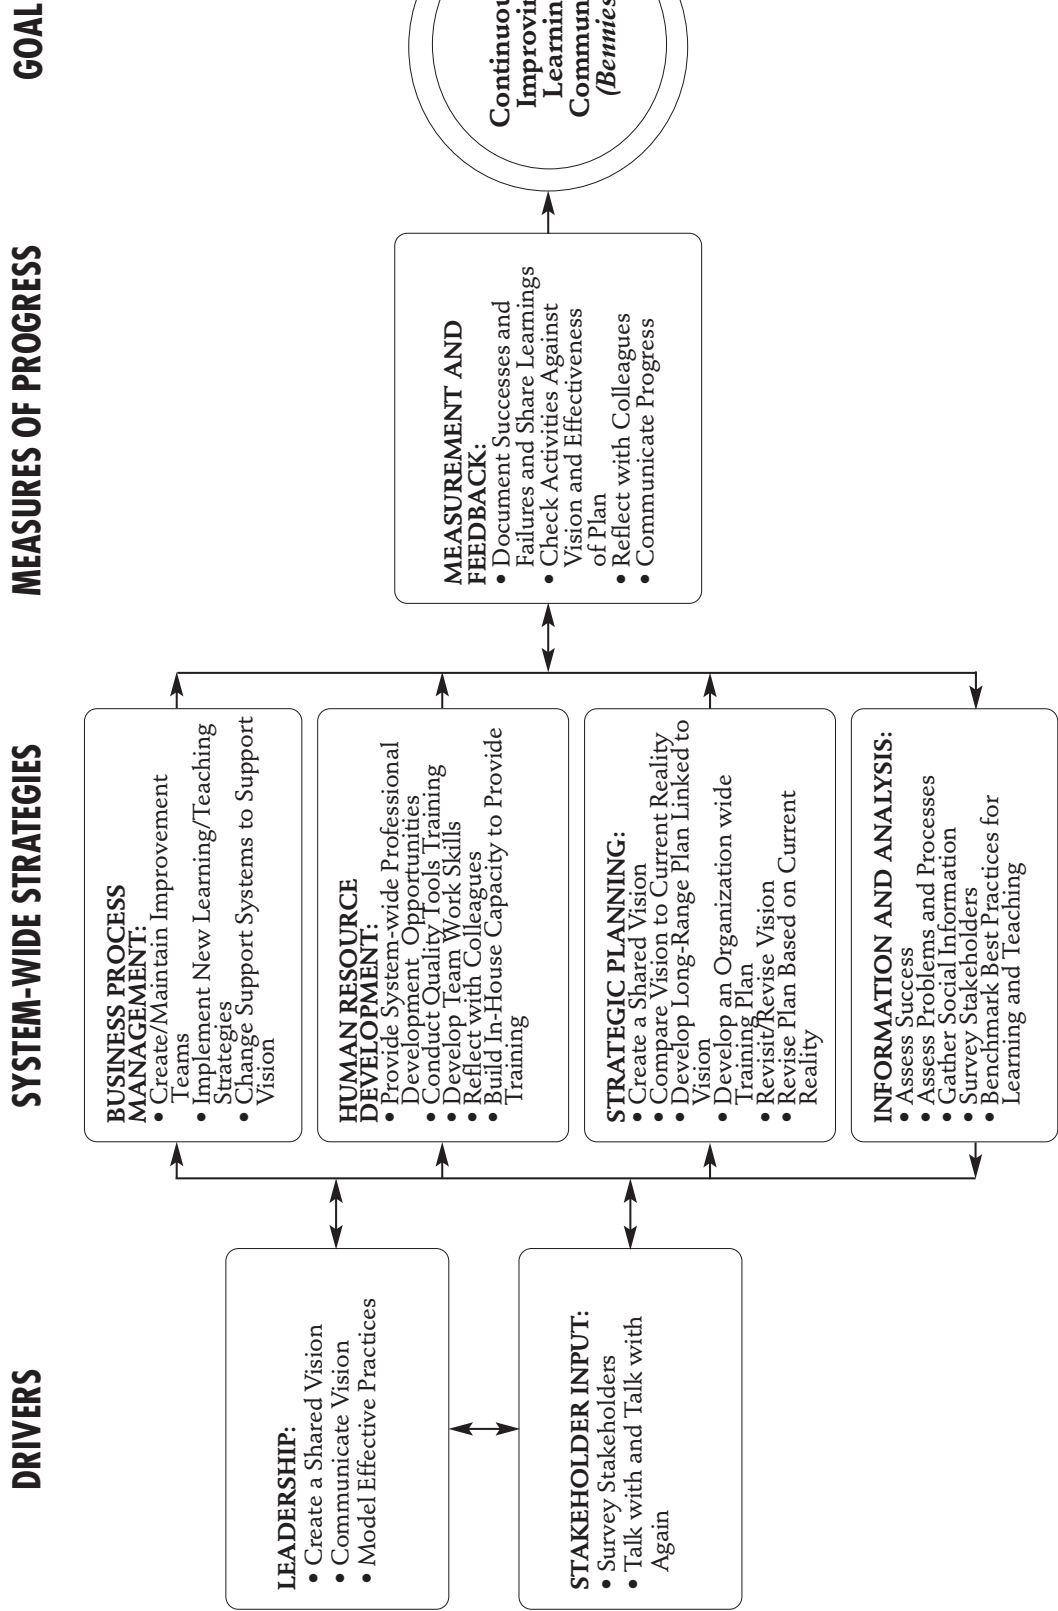 DRIVERS
SYSTEM-WIDE STRATEGIES
MEASURES OF PROGRESS
GOAL
LEADERSHIP:
• Create a Shared Vision
• Communicate Vision
• Model Effective Practices
STAKEHOLDER INPUT:
• Survey Stakeholders
• Talk with and Talk with
Again
BUSINESS PROCESS
MANAGEMENT:
• Create/Maintain Improvement
Teams
• Implement New Learning/Teaching
Strategies
• Change Support Systems to Support
Vision
HUMAN RESOURCE
DEVELOPMENT:
• Provide System-wide Professional
Development Opportunities
• Conduct Quality Tools Training
• Develop Team Work Skills
• Reflect with Colleagues
• Build In-House Capacity to Provide
Training
STRATEGIC PLANNING:
• Create a Shared Vision
• Compare Vision to Current Reality
• Develop Long-Range Plan Linked to
Vision
• Develop an Organization wide
Training Plan
• Revisit/Revise Vision
• Revise Plan Based on Current
Reality
INFORMATION AND ANALYSIS:
• Assess Success
• Assess Problems and Processes
• Gather Social Information
• Survey Stakeholders
• Benchmark Best Practices for
Learning and Teaching
MEASUREMENT AND
FEEDBACK:
• Document Successes and
Failures and Share Learnings
• Check Activities Against
Vision and Effectiveness
of Plan
• Reflect with Colleagues
• Communicate Progress
Continuou
Improvin
Learnin
Commun
(Bennies